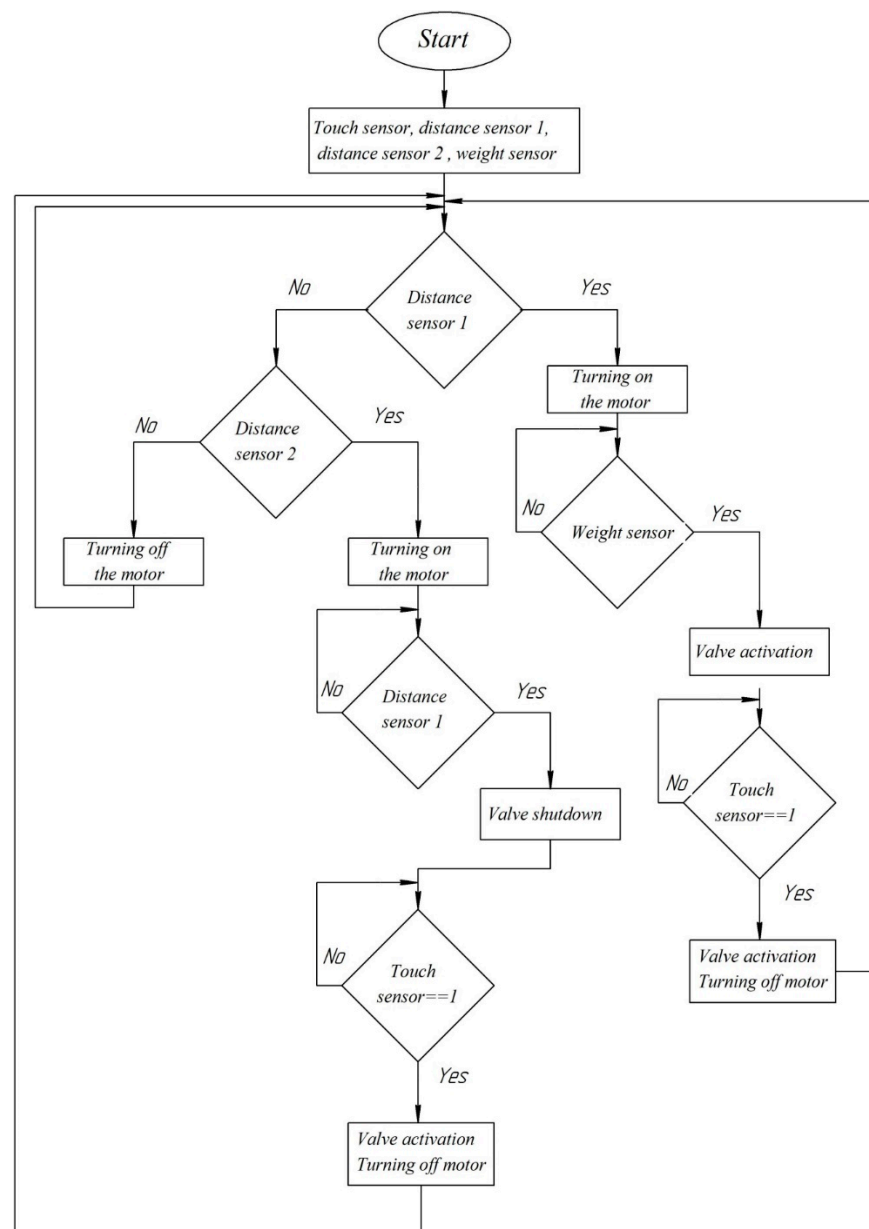 Start
Touch sensor, distance sensor 1,
distance sensor 2 , weight sensor
No
Distance
sensor 1
Yes
Turning on
the motor
No
Distance
sensor 2
Yes
No
Weight sensor
Yes
Turning off
the motor
Turning on
the motor
Valve activation
No
Distance
sensor 1
Yes
No
Touch
sensor==1
Valve shutdown
Yes
No
Touch
sensor==1
Valve activation
Turning off motor
Yes
Valve activation
Turning off motor